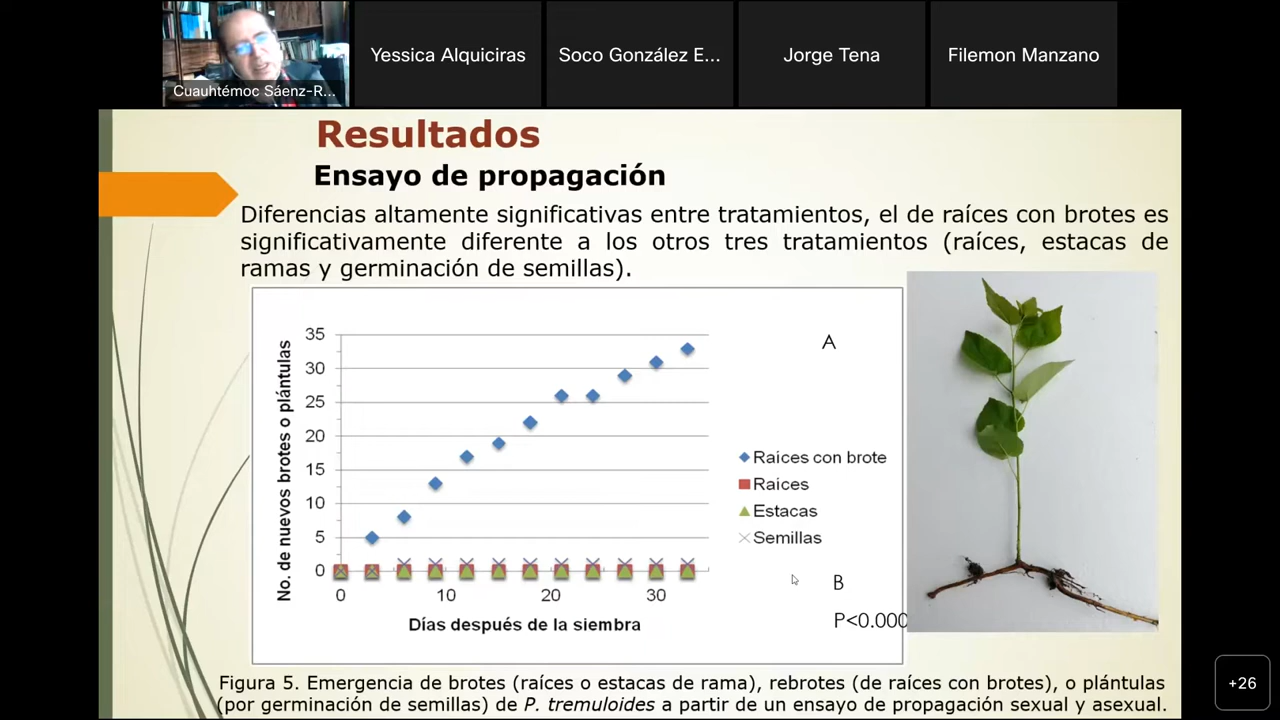 Cuauhtémoc Sáenz-R...
Yessica Alquiciras
Soco González E...
Jorge Tena
Filemon Manzano
Resultados
Ensayo de propagación
Diferencias altamente significativas entre tratamientos, el de raíces con brotes es
significativamente diferente a los otros tres tratamientos (raíces, estacas de
ramas y germinación de semillas).
No. de nuevos brotes o plántulas
35
30
25
20
15
10
5
0
0 10 20 30
Días después de la siembra
A
Raices con brote
Raices
Estacas
Semillas
B
P<0.000
Figura 5. Emergencia de brotes (raíces o estacas de rama), rebrotes (de raíces con brotes), o plántulas
(por germinación de semillas) de P. tremuloides a partir de un ensayo de propagación sexual y asexual.
+26